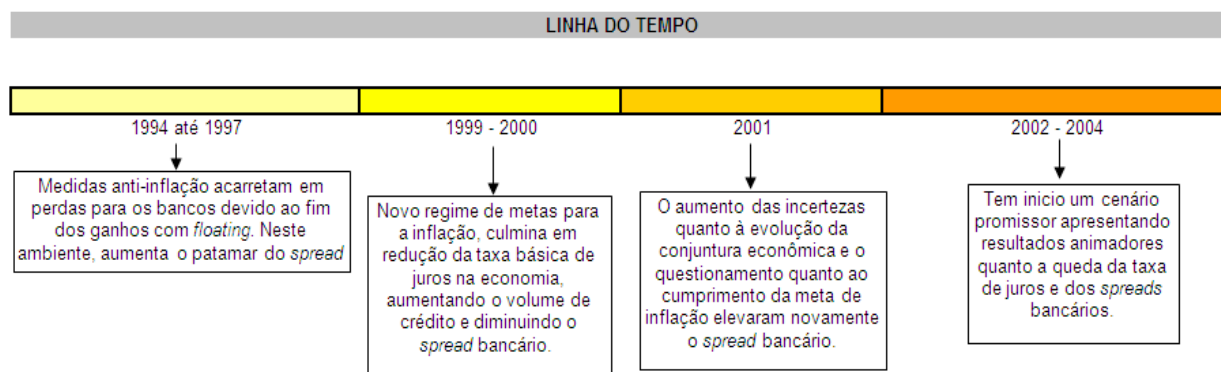 LINHA DO TEMPO
1994 até 1997
1999 - 2000
2001
2002 - 2004
Medidas anti-inflação acarretam em
perdas para os bancos devido ao fim
dos ganhos com floating. Neste
ambiente, aumenta o patamar do spread
Novo regime de metas para
a inflação, culmina em
redução da taxa básica de
juros na economia,
aumentando o volume de
crédito e diminuindo o
spread bancário.
O aumento das incertezas
quanto à evolução da
conjuntura econômica e o
questionamento quanto ao
cumprimento da meta de
inflação elevaram novamente
o spread bancário.
Tem inicio um cenário
promissor apresentando
resultados animadores
quanto a queda da taxa
de juros e dos spreads
bancários.